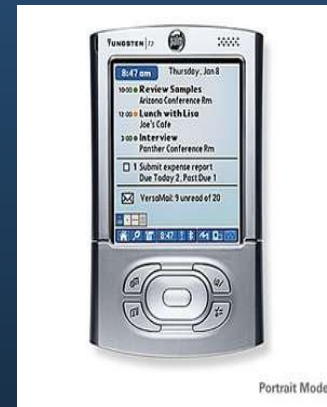 TUNGSTEN T3
palm
8:47 am Thursday, Jan 8
10:00 Review Samples
Arizona Conference Rm
12:00 Lunch with Lisa
Joe's Cafe
3:00 Interview
Panther Conference Rm
1 Submit expense report
Due Today 2, Past Due 1
VersaMail: 9 unread of 20
8:47
Portrait Mode